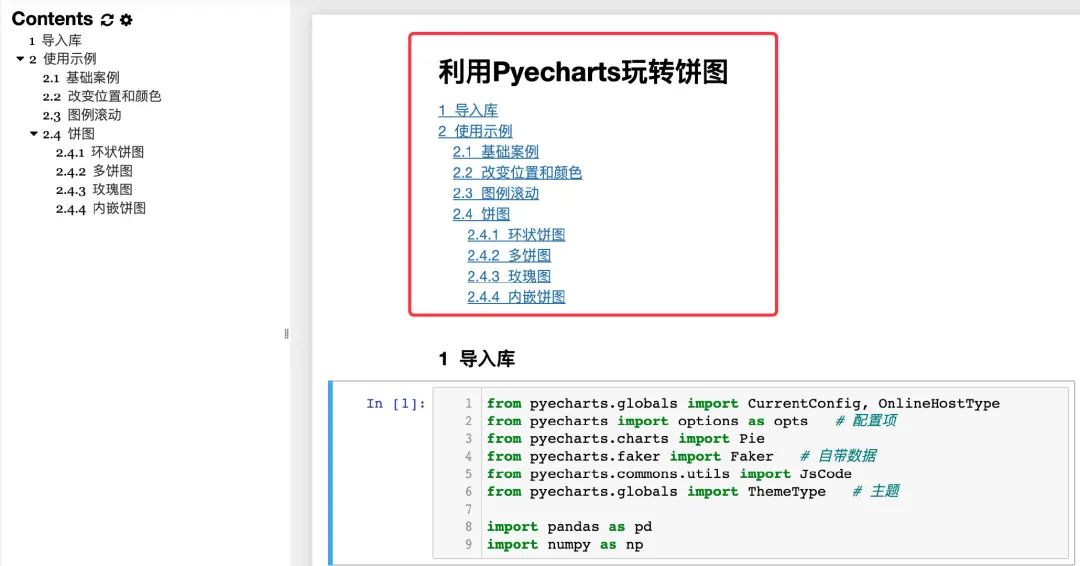 Contents
1 导入库
2 使用示例
2.1 基础案例
2.2 改变位置和颜色
2.3 图例滚动
2.4 饼图
2.4.1 环状饼图
2.4.2 多饼图
2.4.3 玫瑰图
2.4.4 内嵌饼图
利用Pyecharts玩转饼图
1 导入库
2 使用示例
2.1 基础案例
2.2 改变位置和颜色
2.3 图例滚动
2.4 饼图
2.4.1 环状饼图
2.4.2 多饼图
2.4.3 玫瑰图
2.4.4 内嵌饼图
1 导入库
In [1]:
1 from pyecharts.globals import CurrentConfig, OnlineHostType
2 from pyecharts import options as opts # 配置项
3 from pyecharts.charts import Pie
4 from pyecharts.faker import Faker # 自带数据
5 from pyecharts.commons.utils import JsCode
6 from pyecharts.globals import ThemeType # 主题
7
8 import pandas as pd
9 import numpy as np